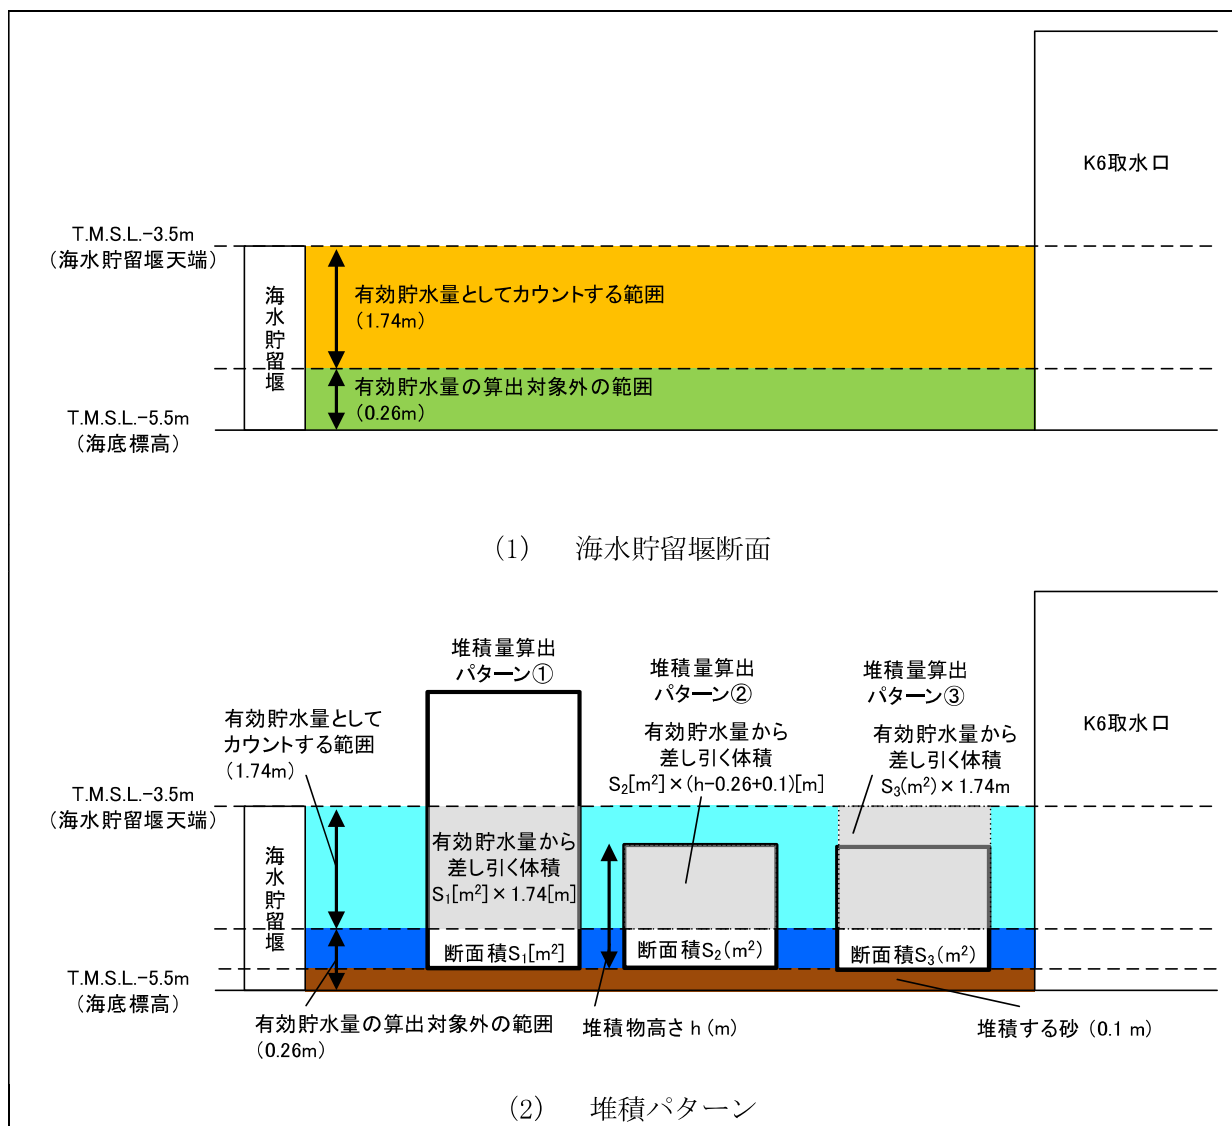 K6取水口
T.M.S.L.-3.5m
(海水貯留堰天端)
海水貯留堰
有効貯水量としてカウントする範囲
(1.74m)
有効貯水量の算出対象外の範囲
(0.26m)
T.M.S.L.-5.5m
(海底標高)
(1) 海水貯留堰断面
堆積量算出
パターン①
堆積量算出
パターン②
堆積量算出
パターン③
有効貯水量として
カウントする範囲
(1.74m)
有効貯水量から
差し引く体積
S₂[m²]×(h-0.26+0.1)[m]
有効貯水量から
差し引く体積
S₃(m²)×1.74m
K6取水口
T.M.S.L.-3.5m
(海水貯留堰天端)
海水貯留堰
有効貯水量から
差し引く体積
S₁[m²]×1.74[m]
断面積S₁[m²]
断面積S₂(m²)
断面積S₃(m²)
T.M.S.L.-5.5m
(海底標高)
有効貯水量の算出対象外の範囲
(0.26m)
堆積物高さh(m)
堆積する砂(0.1 m)
(2) 堆積パターン